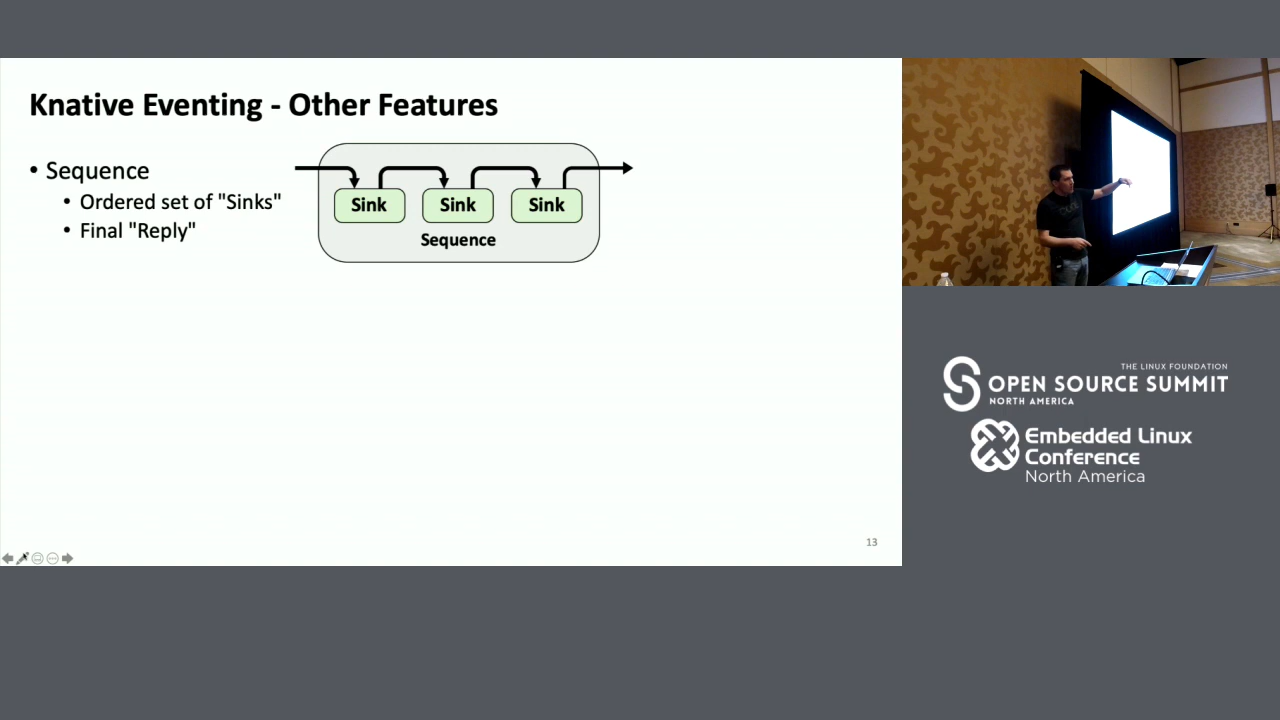 Knative Eventing - Other Features
• Sequence
• Ordered set of "Sinks"
• Final "Reply"
Sink
Sink
Sink
Sequence
13
THE LINUX FOUNDATION
OPEN SOURCE SUMMIT
NORTH AMERICA
Embedded Linux
Conference
North America